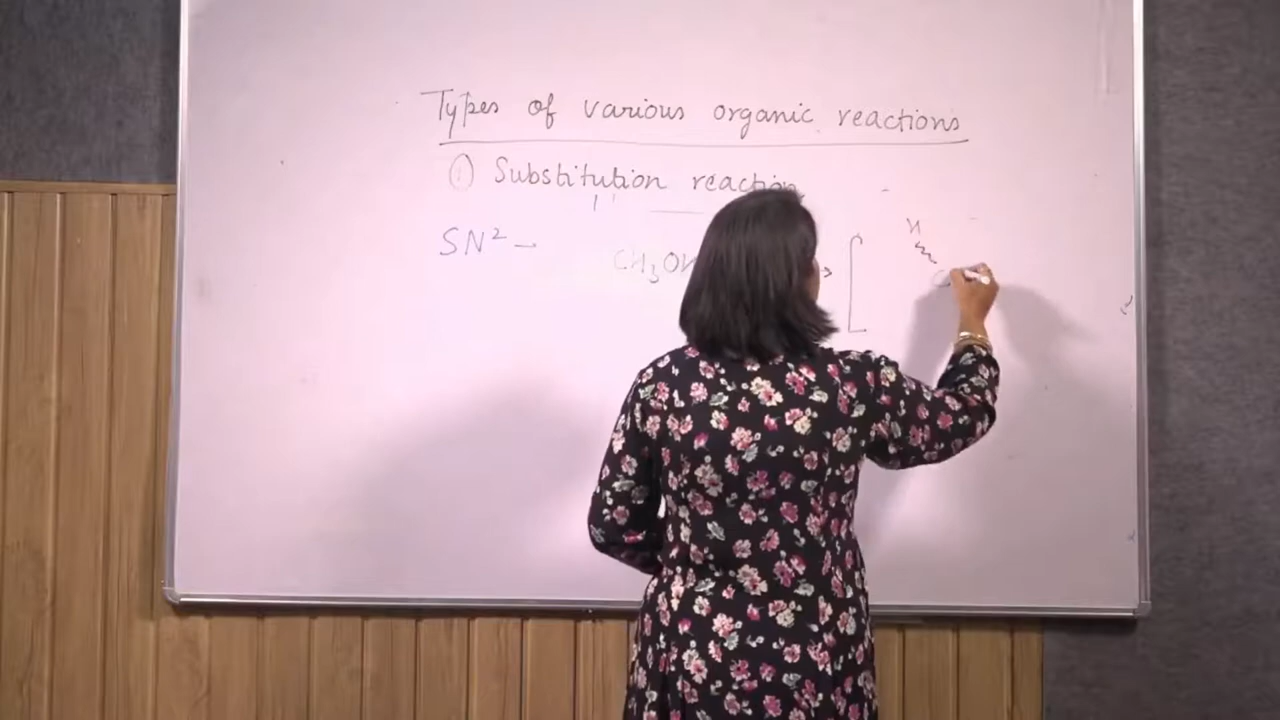 Types of various organic reactions
① Substitution reaction
SN² – CH₃OH → [ H